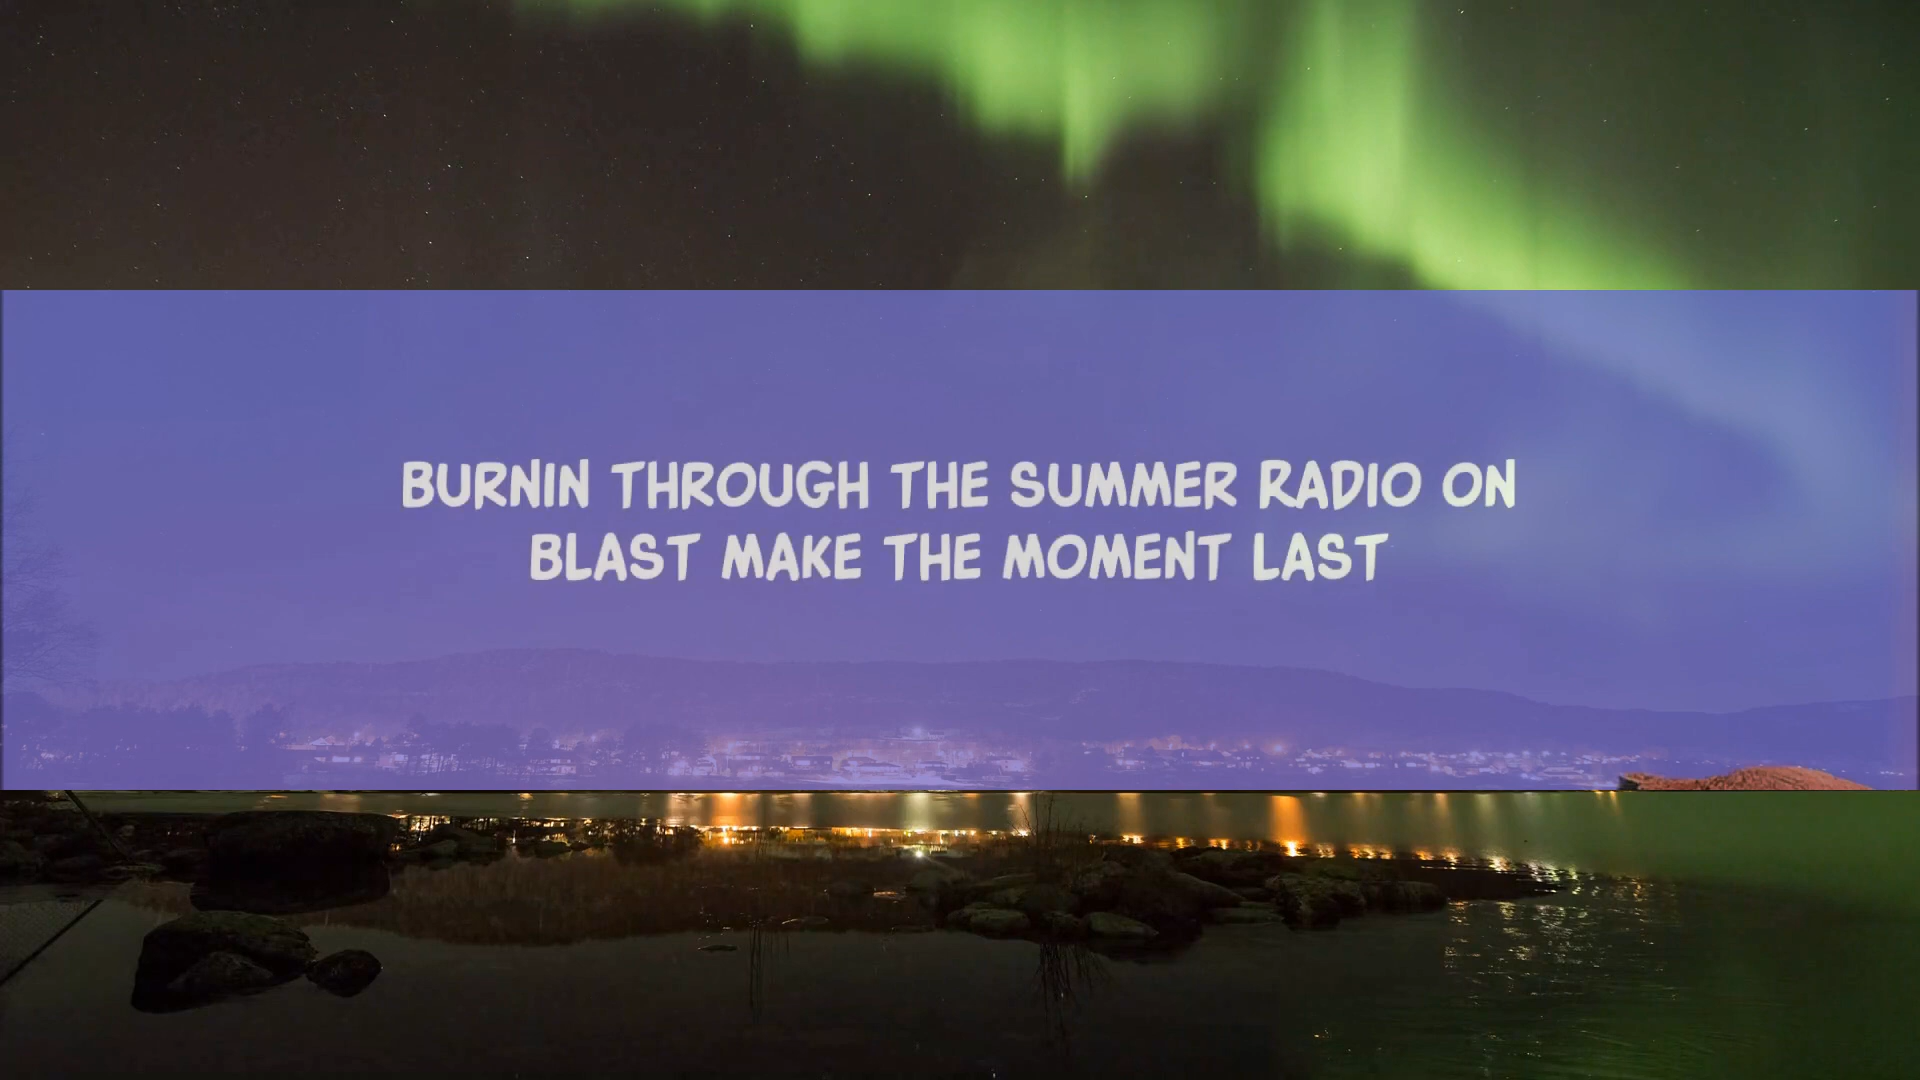 BURNIN THROUGH THE SUMMER RADIO ON
BLAST MAKE THE MOMENT LAST